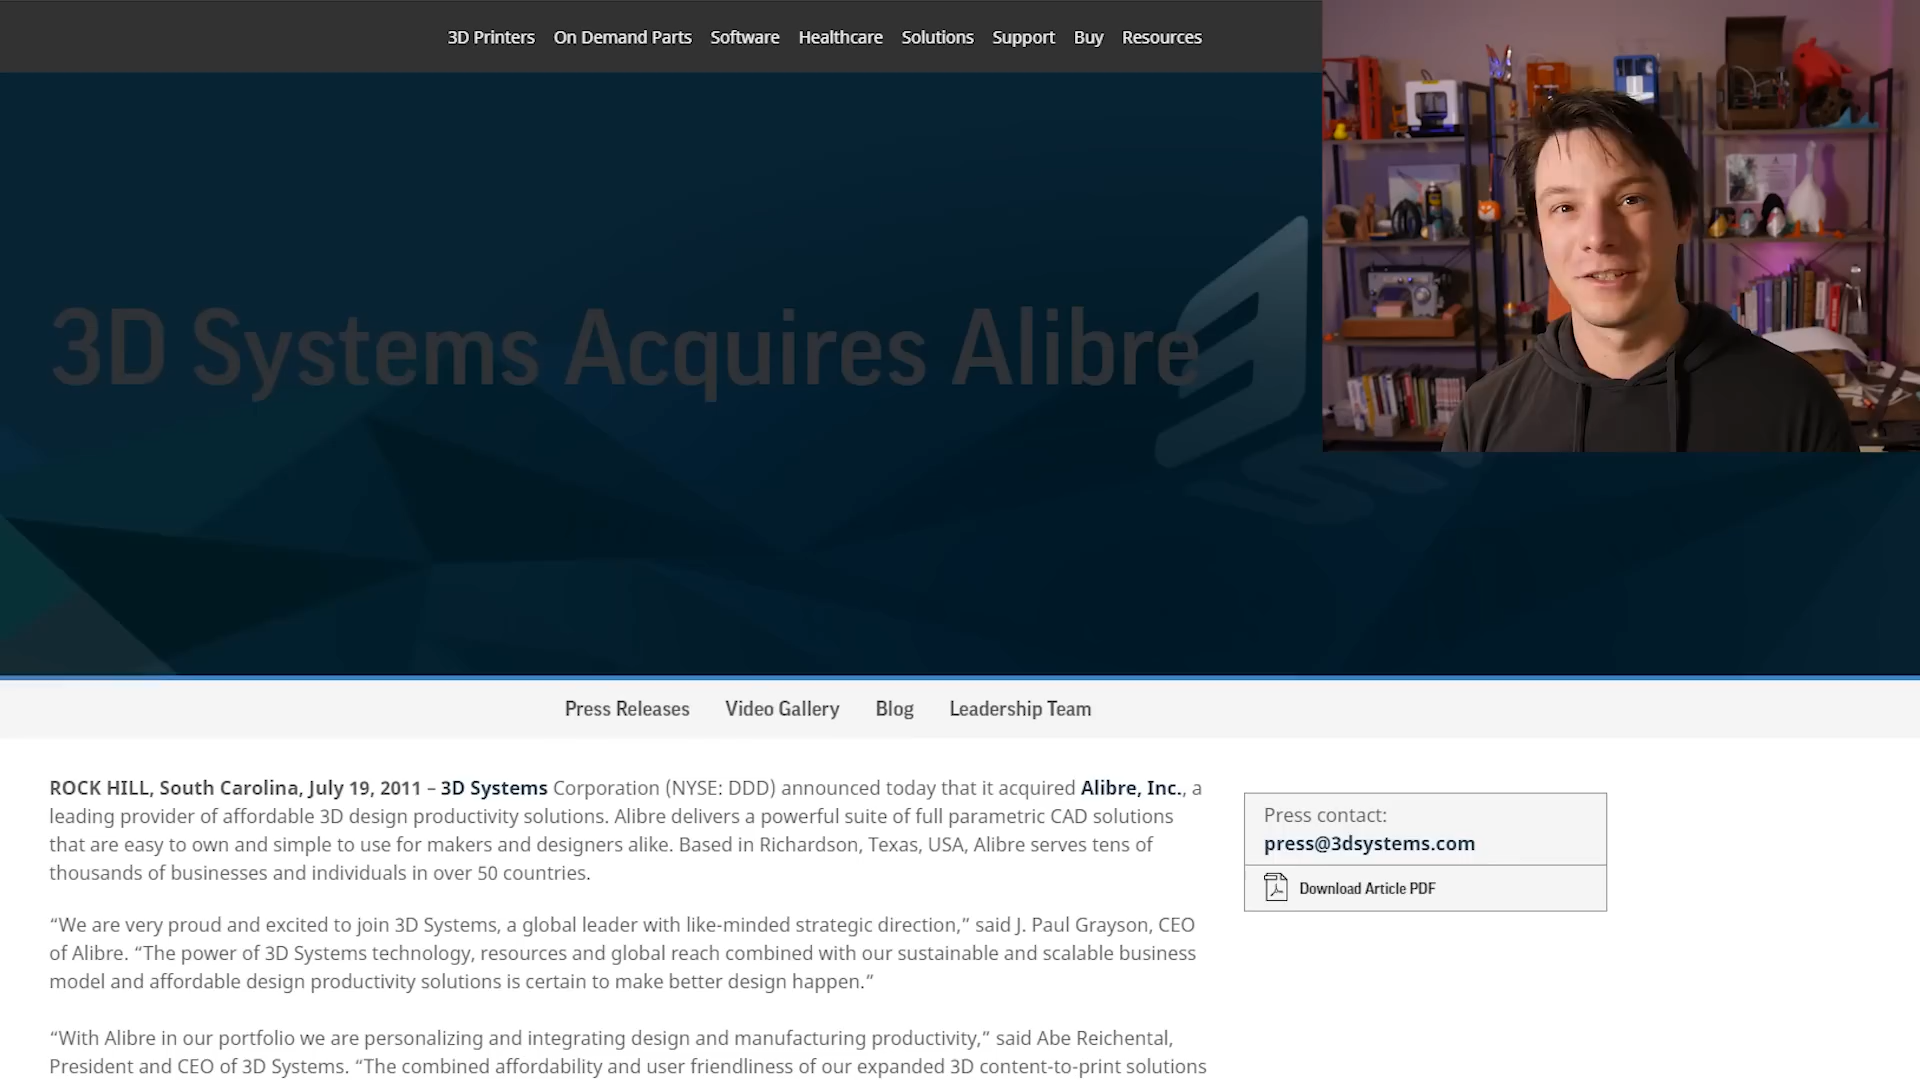 3D Printers On Demand Parts Software Healthcare Solutions Support Buy Resources
3D Systems Acquires Alibre
Press Releases Video Gallery Blog Leadership Team
ROCK HILL, South Carolina, July 19, 2011 – 3D Systems Corporation (NYSE: DDD) announced today that it acquired Alibre, Inc., a
leading provider of affordable 3D design productivity solutions. Alibre delivers a powerful suite of full parametric CAD solutions
that are easy to own and simple to use for makers and designers alike. Based in Richardson, Texas, USA, Alibre serves tens of
thousands of businesses and individuals in over 50 countries.
“We are very proud and excited to join 3D Systems, a global leader with like-minded strategic direction,” said J. Paul Grayson, CEO
of Alibre. “The power of 3D Systems technology, resources and global reach combined with our sustainable and scalable business
model and affordable design productivity solutions is certain to make better design happen.”
“With Alibre in our portfolio we are personalizing and integrating design and manufacturing productivity,” said Abe Reichental,
President and CEO of 3D Systems. “The combined affordability and user friendliness of our expanded 3D content-to-print solutions
Press contact:
press@3dsystems.com
Download Article PDF